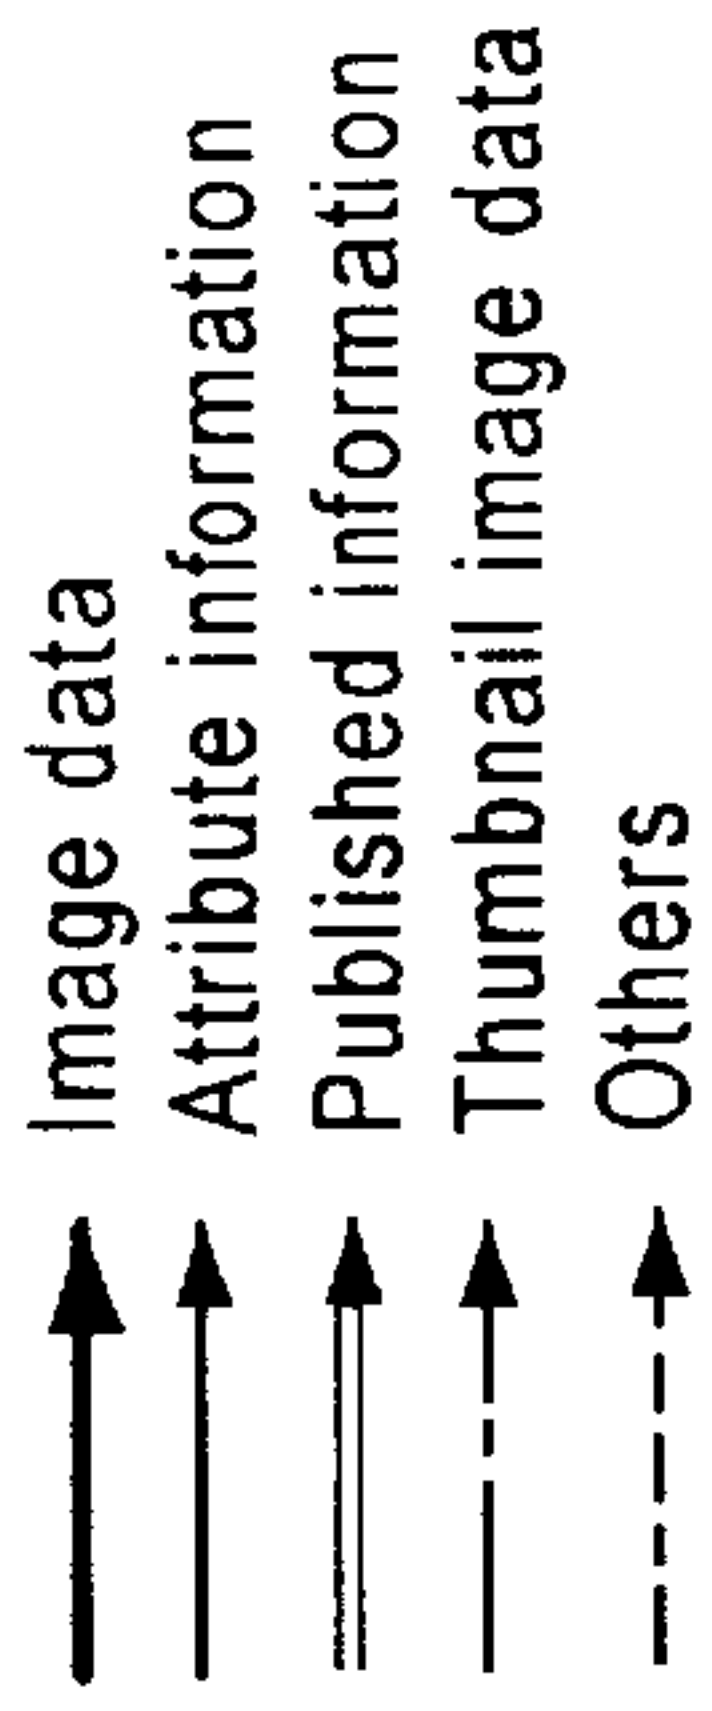 Image data
Attribute information
Published information
Thumbnail image data
Others